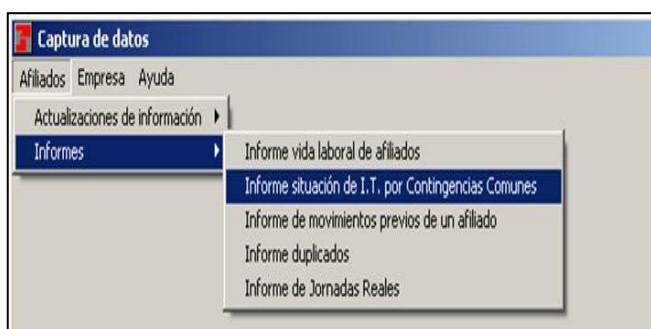 Captura de datos
Afiliados Empresa Ayuda
Actualizaciones de información
Informes
Informe vida laboral de afiliados
Informe situación de I.T. por Contingencias Comunes
Informe de movimientos previos de un afiliado
Informe duplicados
Informe de Jornadas Reales